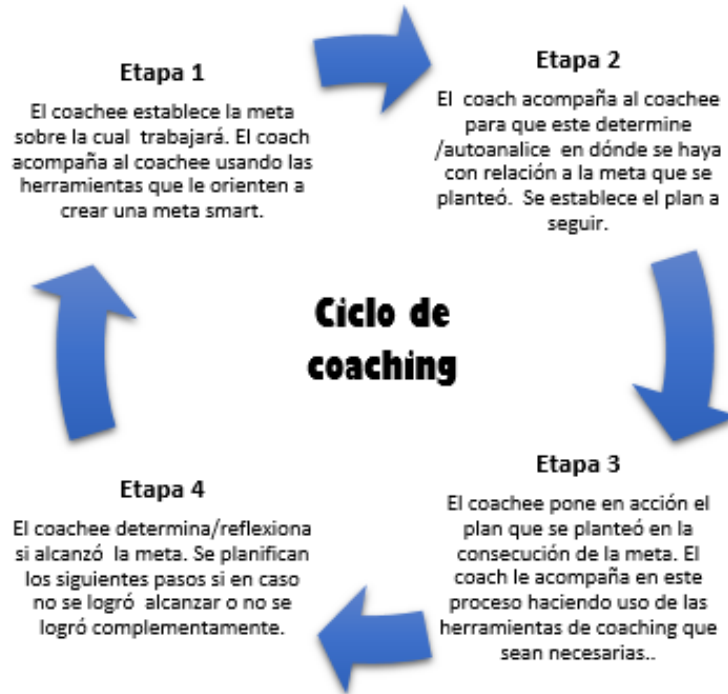 Etapa 1
El coachee establece la meta
sobre la cual trabajará. El coach
acompaña al coachee usando las
herramientas que le orienten a
crear una meta smart.
Etapa 2
El coach acompaña al coachee
para que este determine
/autoanalice en dónde se haya
con relación a la meta que se
planteó. Se establece el plan a
seguir.
Ciclo de
coaching
Etapa 3
El coachee pone en acción el
plan que se planteó en la
consecución de la meta. El
coach le acompaña en este
proceso haciendo uso de las
herramientas de coaching que
sean necesarias..
Etapa 4
El coachee determina/reflexiona
si alcanzó la meta. Se planifican
los siguientes pasos si en caso
no se logró alcanzar o no se
logró complementamente.